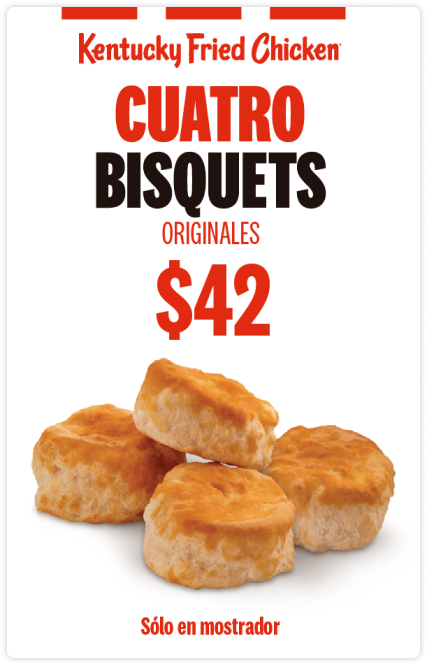 Kentucky Fried Chicken
CUATRO
BISQUETS
ORIGINALES
$42
Sólo en mostrador